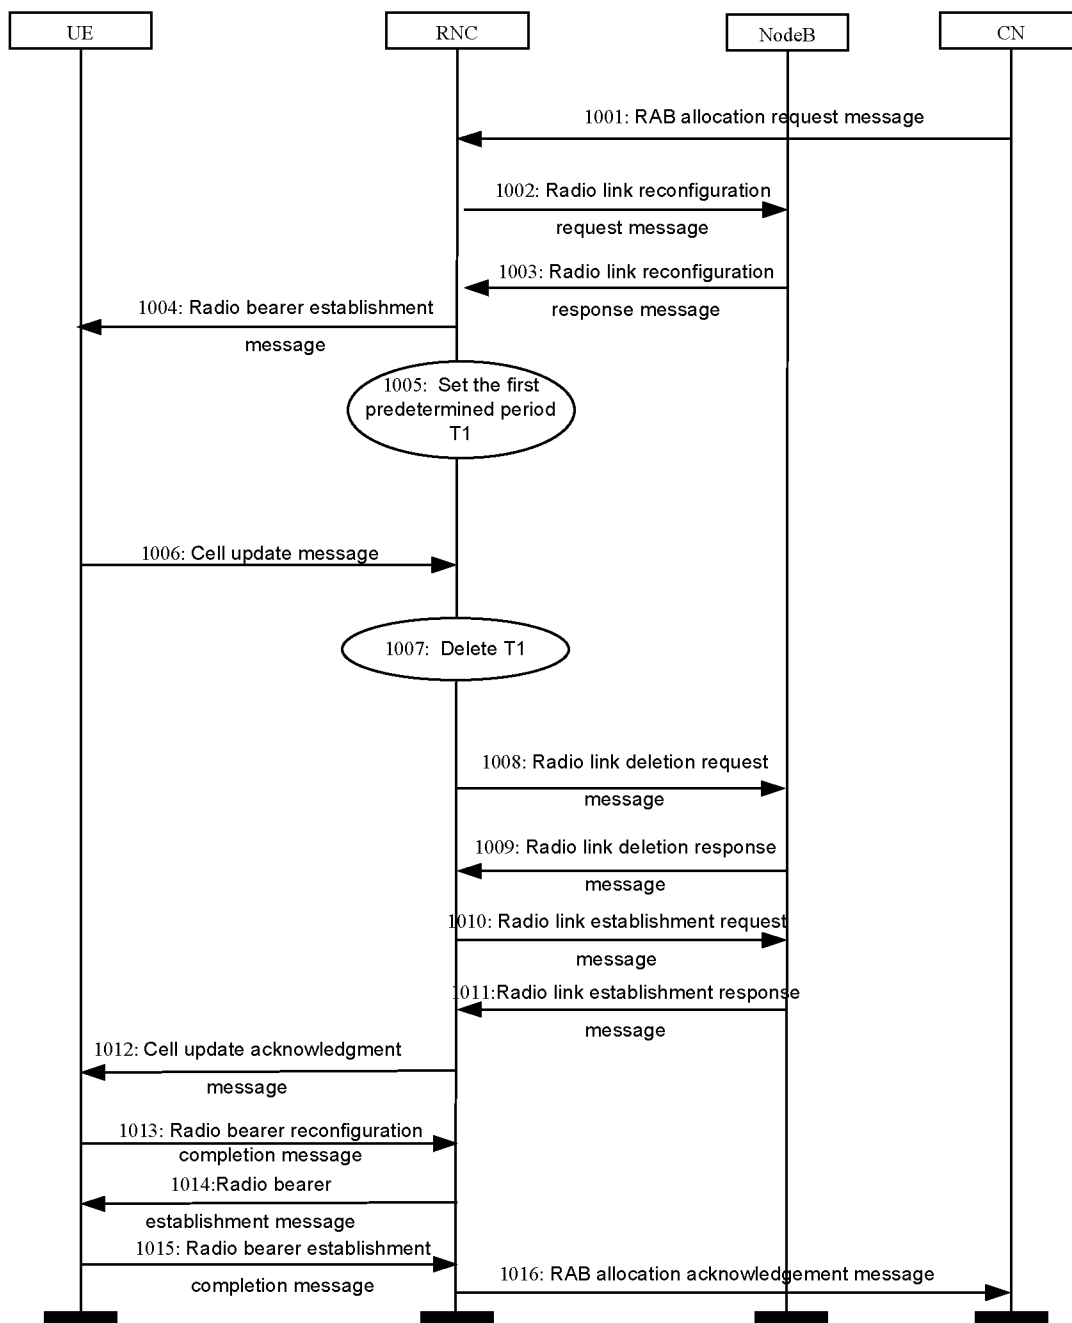 UE
RNC
NodeB
CN
1001: RAB allocation request message
1002: Radio link reconfiguration
request message
1003: Radio link reconfiguration
response message
1004: Radio bearer establishment
message
1005: Set the first
predetermined period
T1
1006: Cell update message
1007: Delete T1
1008: Radio link deletion request
message
1009: Radio link deletion response
message
1010: Radio link establishment request
message
1011:Radio link establishment response
message
1012: Cell update acknowledgment
message
1013: Radio bearer reconfiguration
completion message
1014:Radio bearer
establishment message
1015: Radio bearer establishment
completion message
1016: RAB allocation acknowledgement message